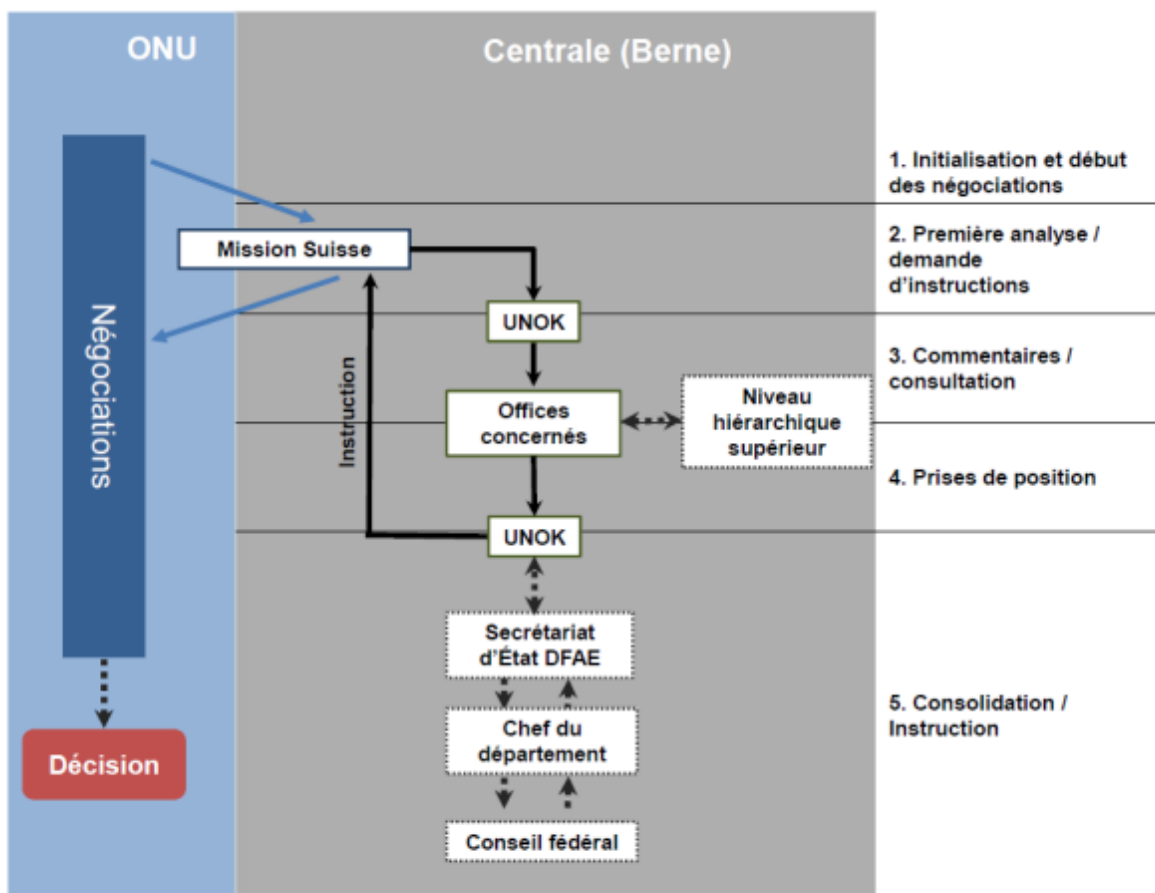 ONU
Centrale (Berne)
1. Initialisation et début
des négociations
Mission Suisse
2. Première analyse /
demande
d'instructions
UNOK
Négociations
Instruction
3. Commentaires /
consultation
Offices
concernés
Niveau
hiérarchique
supérieur
4. Prises de position
UNOK
Secrétariat
d'État DFAE
5. Consolidation /
Instruction
Chef du
département
Décision
Conseil fédéral